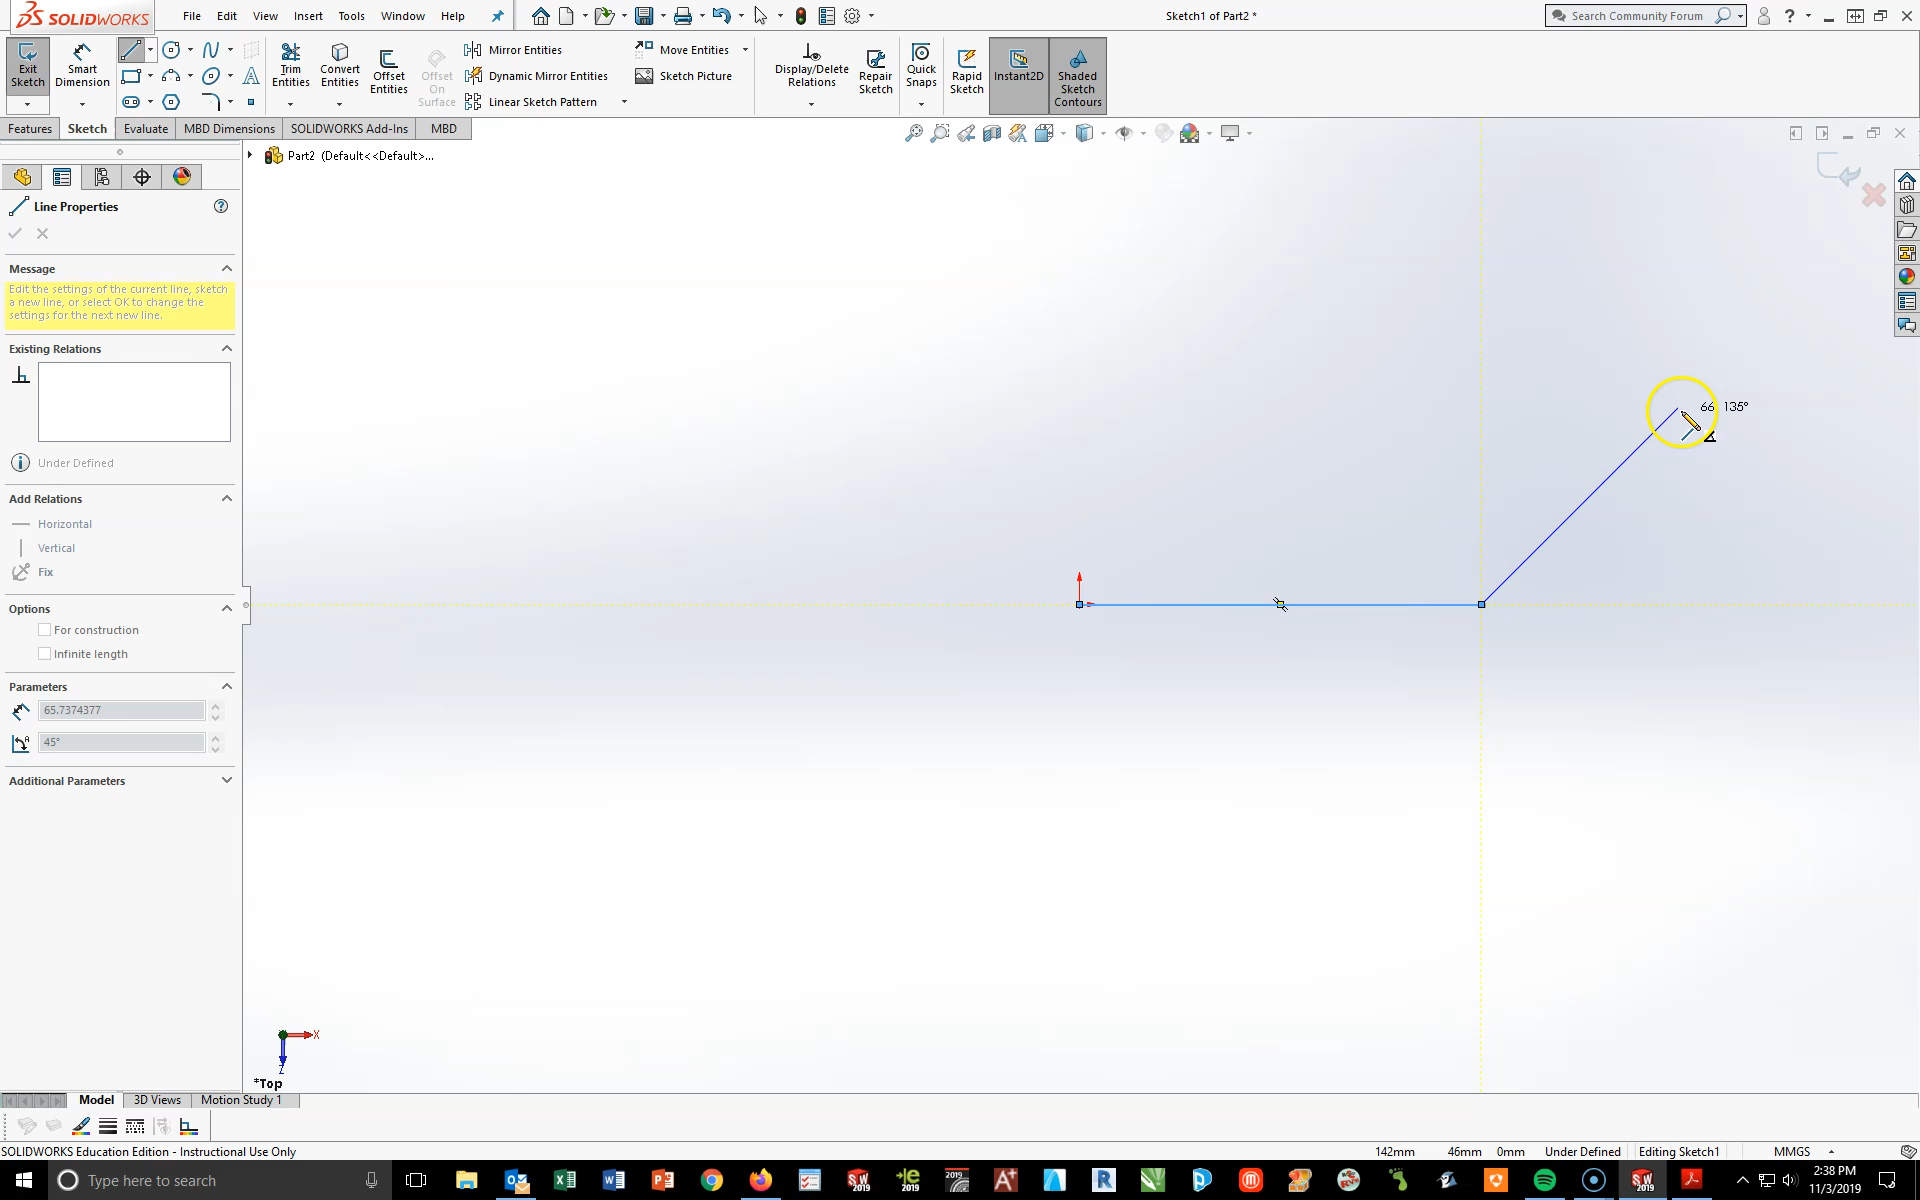 SOLIDWORKS
File Edit View Insert Tools Window Help
Sketch1 of Part2 *
Search Community Forum
Exit Sketch
Smart Dimension
Trim Entities
Convert Entities
Offset Entities
Offset On Surface
Mirror Entities
Dynamic Mirror Entities
Linear Sketch Pattern
Move Entities
Sketch Picture
Display/Delete Relations
Repair Sketch
Quick Snaps
Rapid Sketch
Instant2D
Shaded Sketch Contours
Features Sketch Evaluate MBD Dimensions SOLIDWORKS Add-Ins MBD
Part2 (Default<<Default>...
Line Properties
Message
Edit the settings of the current line, sketch
a new line, or select OK to change the
settings for the next new line.
Existing Relations
Under Defined
Add Relations
Horizontal
Vertical
Fix
Options
For construction
Infinite length
Parameters
65.7374377
45°
Additional Parameters
66 135°
X
Z
*Top
Model 3D Views Motion Study 1
SOLIDWORKS Education Edition - Instructional Use Only
142mm 46mm 0mm Under Defined Editing Sketch1 MMGS
Type here to search
2:38 PM
11/3/2019